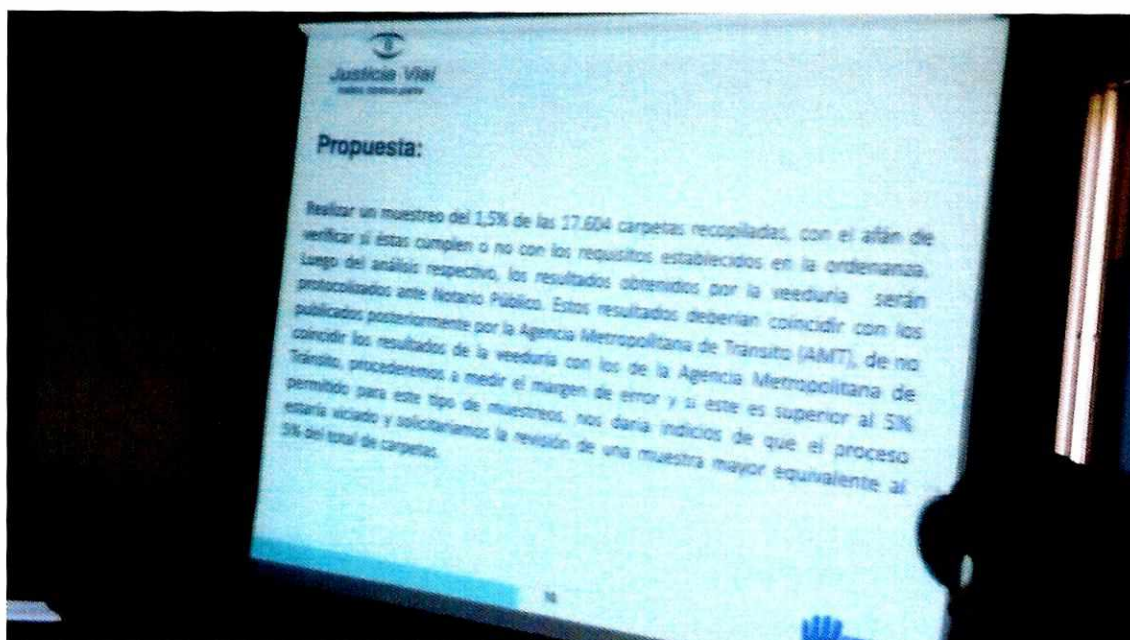 Justicia Vial
Propuesta:
Realizar un muestreo del 1,5% de las 17.604 carpetas recopiladas, con el afán de
verificar si éstas cumplen o no con los requisitos establecidos en la ordenanza.
Luego del análisis respectivo, los resultados obtenidos por la veeduría serán
protocolizados ante Notario Público. Estos resultados deberían coincidir con los
publicados posteriormente por la Agencia Metropolitana de Tránsito (AMT), de no
coincidir los resultados de la veeduría con los de la Agencia Metropolitana de
Tránsito, procederemos a medir el margen de error y si este es superior al 5%
permitido para este tipo de muestreos, nos daría indicios de que el proceso
estaría viciado y solicitaríamos la revisión de una muestra mayor equivalente al
5% del total de carpetas.